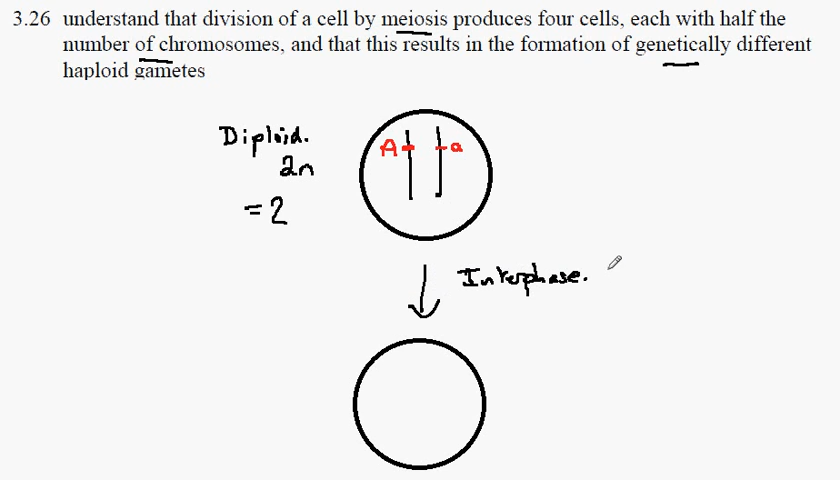 3.26 understand that division of a cell by meiosis produces four cells, each with half the
number of chromosomes, and that this results in the formation of genetically different
haploid gametes
Diploid.
2n
=2
A a
Interphase.